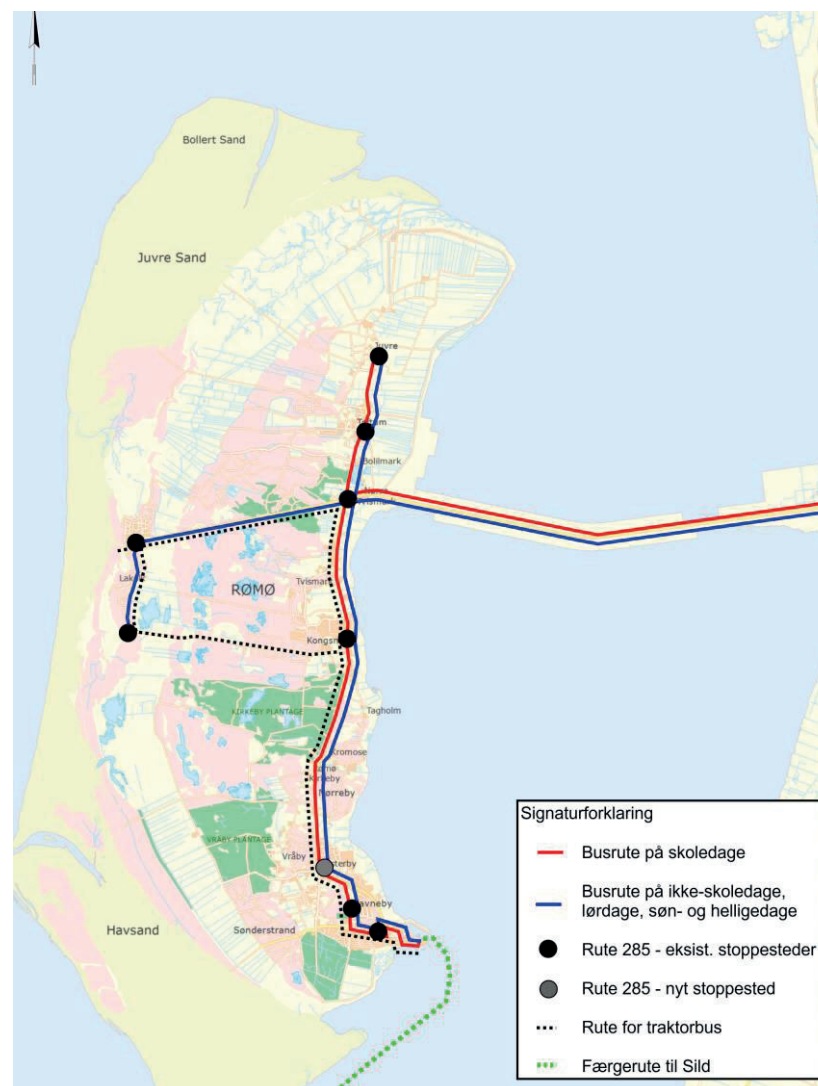 Bollert Sand
Juvre Sand
Juvre
Bolilmark
RØMØ
Tvismark
KIRKEBY PLANTAGE
Tagholm
Kromose
Nørreby
VRÅBY PLANTAGE
Vråby
Havsand
Sønderstrand
Signaturforklaring
Busrute på skoledage
Busrute på ikke-skoledage,
lørdage, søn- og helligedage
Rute 285 - eksist. stoppesteder
Rute 285 - nyt stoppested
Rute for traktorbus
Færgerute til Sild